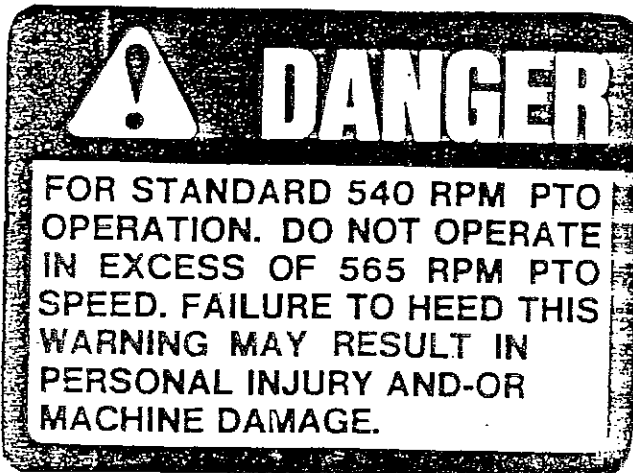 DANGER
FOR STANDARD 540 RPM PTO
OPERATION. DO NOT OPERATE
IN EXCESS OF 565 RPM PTO
SPEED. FAILURE TO HEED THIS
WARNING MAY RESULT IN
PERSONAL INJURY AND-OR
MACHINE DAMAGE.